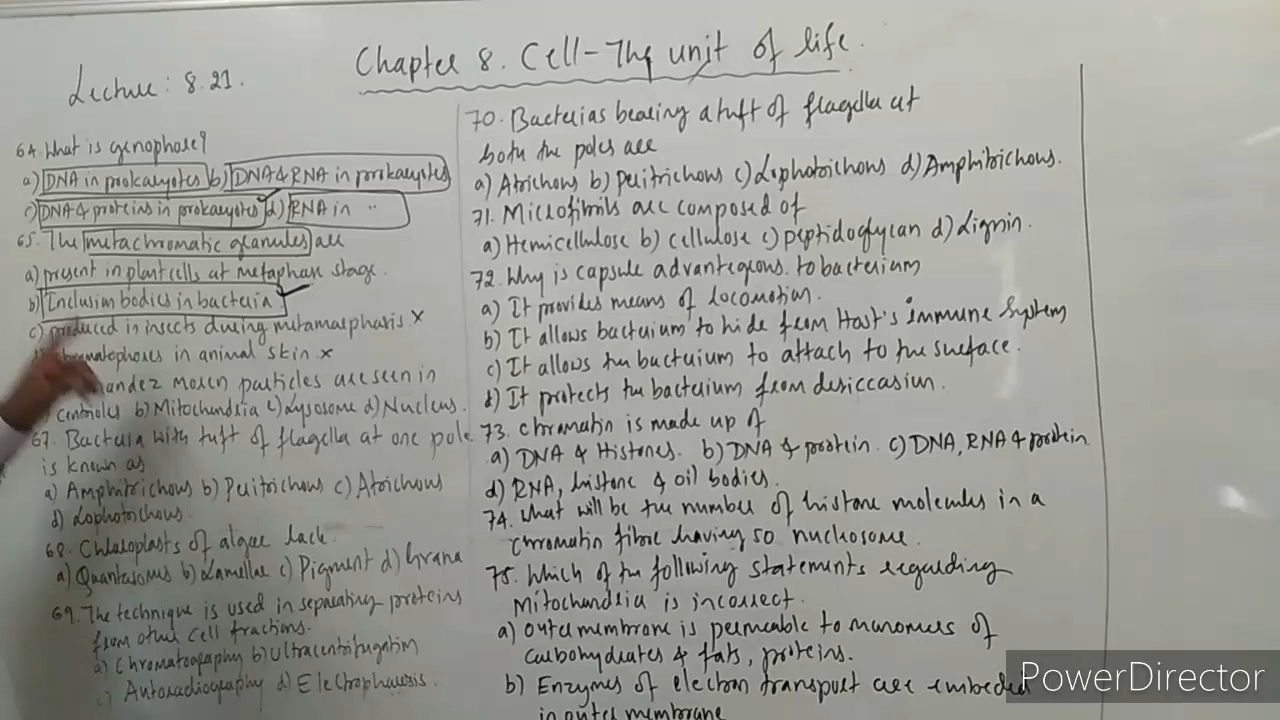 Chapter 8. Cell-The unit of life.
Lecture: 8.21.
64. What is genophore?
a) DNA in prokaryotes b) DNA & RNA in prokaryotes
c) DNA & proteins in prokaryotes d) RNA in ..
65. The metachromatic granules are
a) present in plant cells at metaphase stage.
b) Inclusion bodies in bacteria
c) produced in insects during metamorphosis x
chromatophores in animal skin x
particles are seen in
centrioles b) Mitochondria c) Lysosome d) Nucleus.
67. Bacteria with tuft of flagella at one pole
is known as
a) Amphitrichous b) Peritrichous c) Atrichous
d) Lophotrichous.
68. Chloroplasts of algae lack.
a) Quantasomes b) Lamellae c) Pigment d) Grana
69. The technique is used in separating proteins
from other cell fractions.
a) Chromatography b) Ultracentrifugation
c) Autoradiography d) Electrophoresis.
70. Bacterias bearing a tuft of flagella at
both the poles are
a) Atrichous b) Peritrichous c) Lophotrichous d) Amphitrichous.
71. Microfibrils are composed of
a) Hemicellulose b) cellulose c) peptidoglycan d) Lignin.
72. Why is capsule advantegeous to bacterium
a) It provides means of locomotion.
b) It allows bacterium to hide from Host's immune System
c) It allows the bacterium to attach to the surface.
d) It protects the bacterium from desiccasion.
73. chromatin is made up of
a) DNA & Histones. b) DNA & protein. c) DNA, RNA & protein
d) RNA, histone & oil bodies.
74. What will be the number of histone molecules in a
chromatin fibre having 50 nucleosome.
75. Which of the following statements regarding
Mitochondria is incorrect.
a) outer membrane is permeable to monomers of
carbohydrates & fats, proteins.
b) Enzymes of electron transport are embeded
in outer membrane
PowerDirector